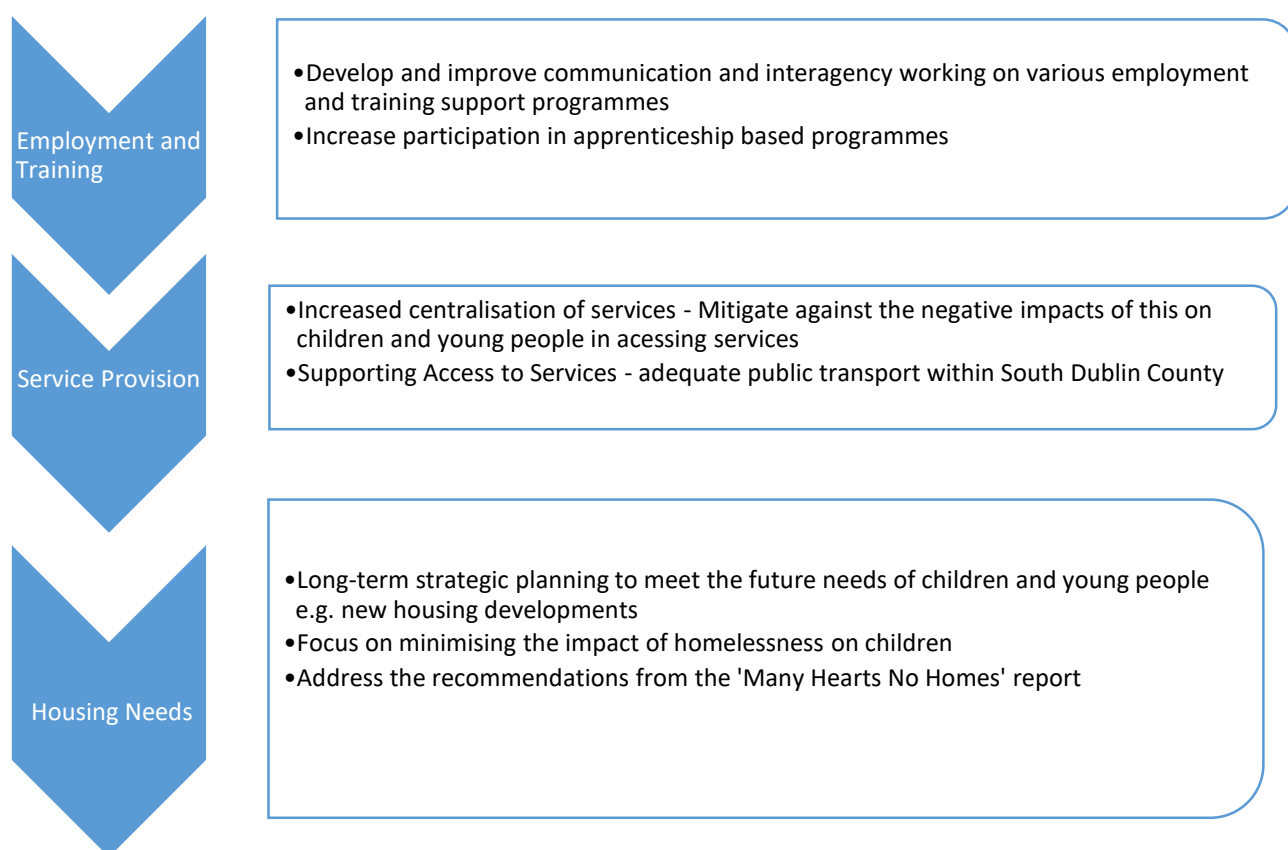 Employment and
Training
•Develop and improve communication and interagency working on various employment
and training support programmes
•Increase participation in apprenticeship based programmes
Service Provision
•Increased centralisation of services - Mitigate against the negative impacts of this on
children and young people in acessing services
•Supporting Access to Services - adequate public transport within South Dublin County
Housing Needs
•Long-term strategic planning to meet the future needs of children and young people
e.g. new housing developments
•Focus on minimising the impact of homelessness on children
•Address the recommendations from the 'Many Hearts No Homes' report